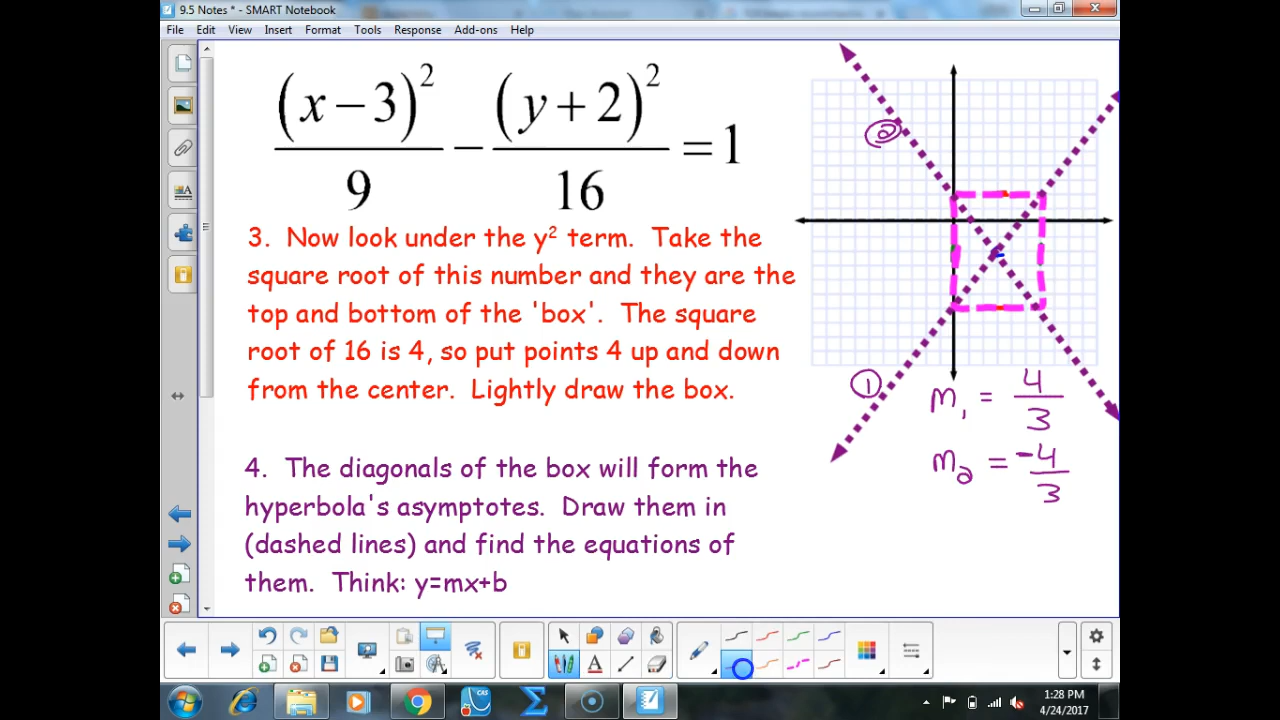 9.5 Notes * - SMART Notebook
File Edit View Insert Format Tools Response Add-ons Help
(x − 3)² / 9 − (y + 2)² / 16 = 1
3. Now look under the y² term. Take the
square root of this number and they are the
top and bottom of the 'box'. The square
root of 16 is 4, so put points 4 up and down
from the center. Lightly draw the box.
4. The diagonals of the box will form the
hyperbola's asymptotes. Draw them in
(dashed lines) and find the equations of
them. Think: y=mx+b
2
1
m₁ = 4/3
m₂ = -4/3
CAS
1:28 PM
4/24/2017